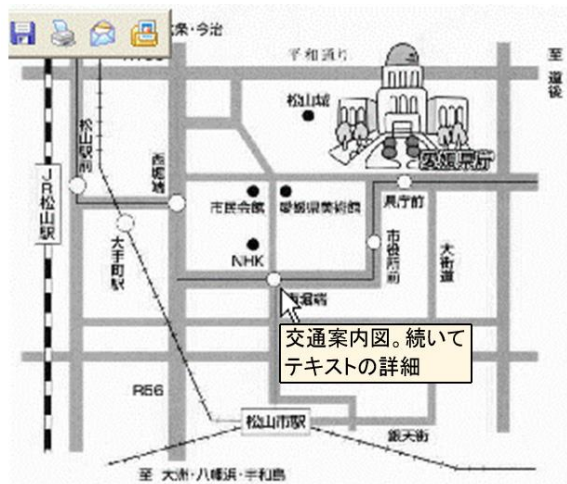 条・今治
平和通り
至 道後
松山城
松山駅前
西堀端
愛媛県庁
JR松山駅
市民会館
愛媛県美術館
県庁前
大手町駅
NHK
市役所前
大街道
南堀端
交通案内図。続いて
テキストの詳細
R56
松山市駅
銀天街
至 大洲・八幡浜・宇和島